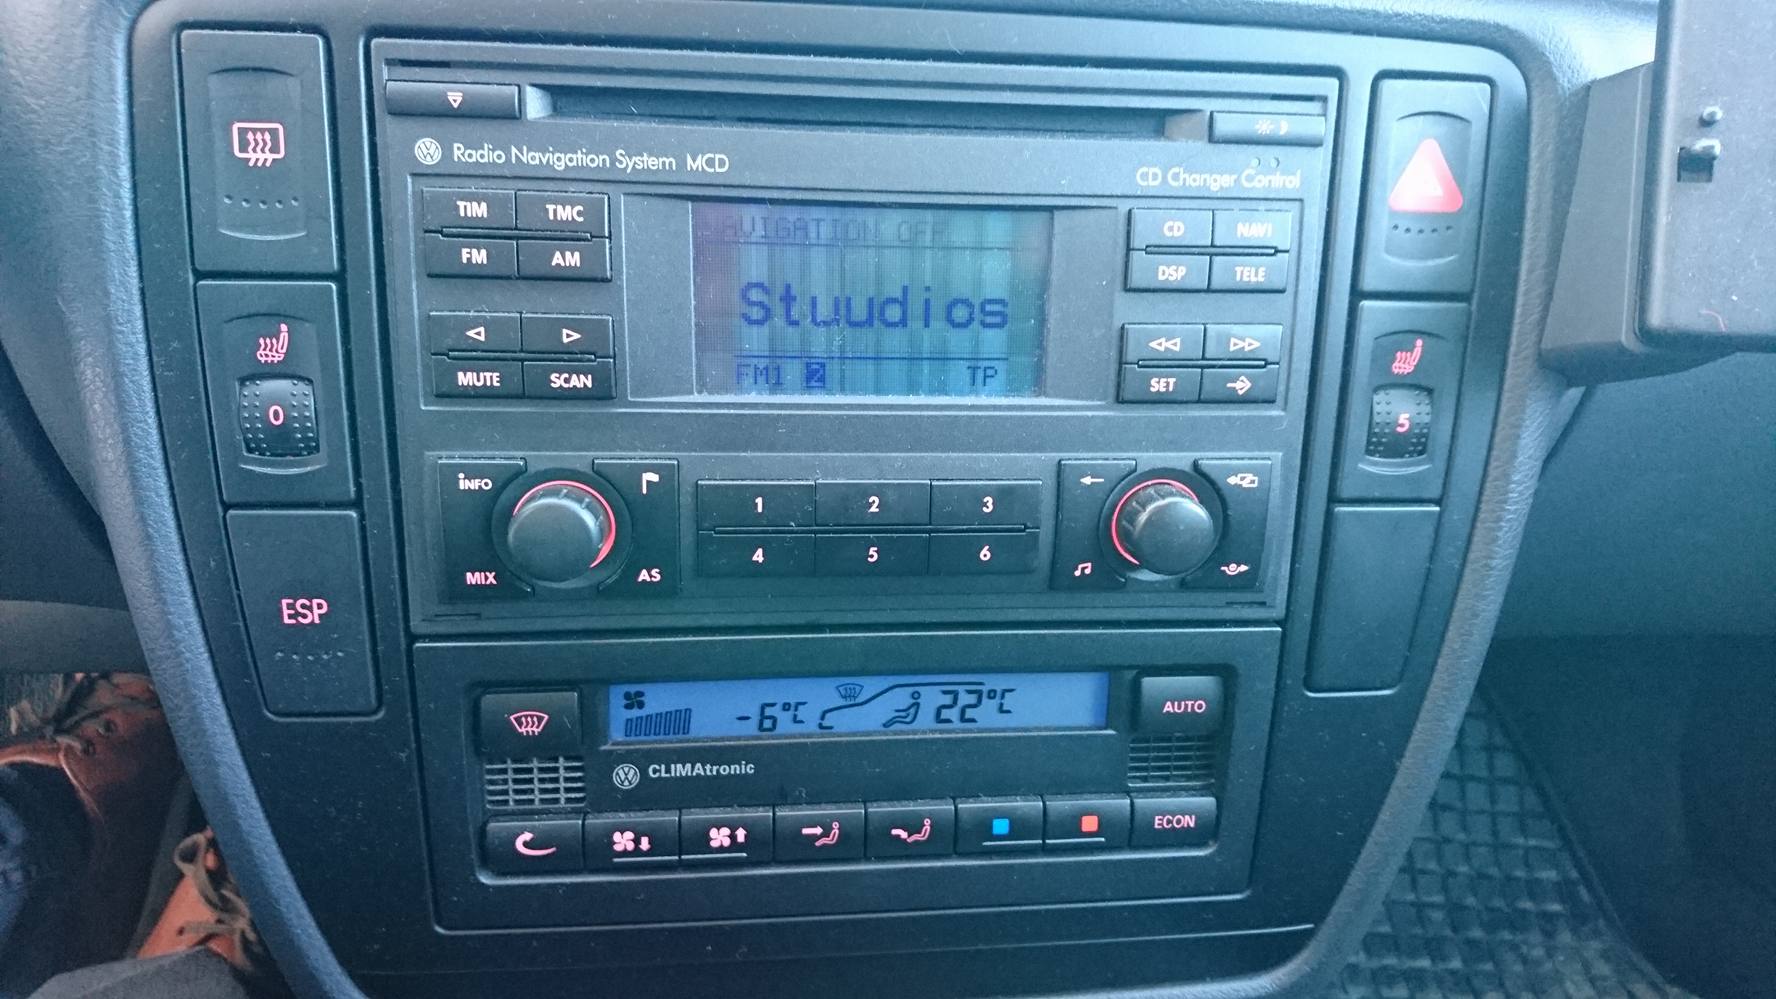 Radio Navigation System MCD
CD Changer Control
TIM TMC
FM AM
MUTE SCAN
NAVIGATION OFF
Stuudios
FM1 2 TP
CD NAVI
DSP TELE
SET
0
5
ESP
INFO
MIX AS
1 2 3
4 5 6
-6°C 22°C
AUTO
CLIMAtronic
ECON